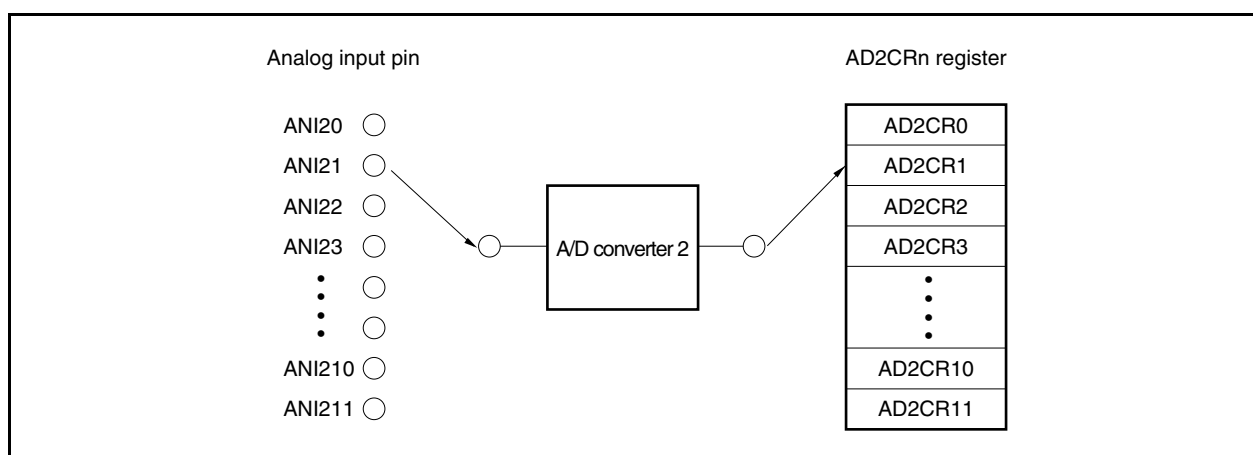 Analog input pin
AD2CRn register
ANI20
ANI21
ANI22
ANI23
ANI210
ANI211
A/D converter 2
AD2CR0
AD2CR1
AD2CR2
AD2CR3
AD2CR10
AD2CR11